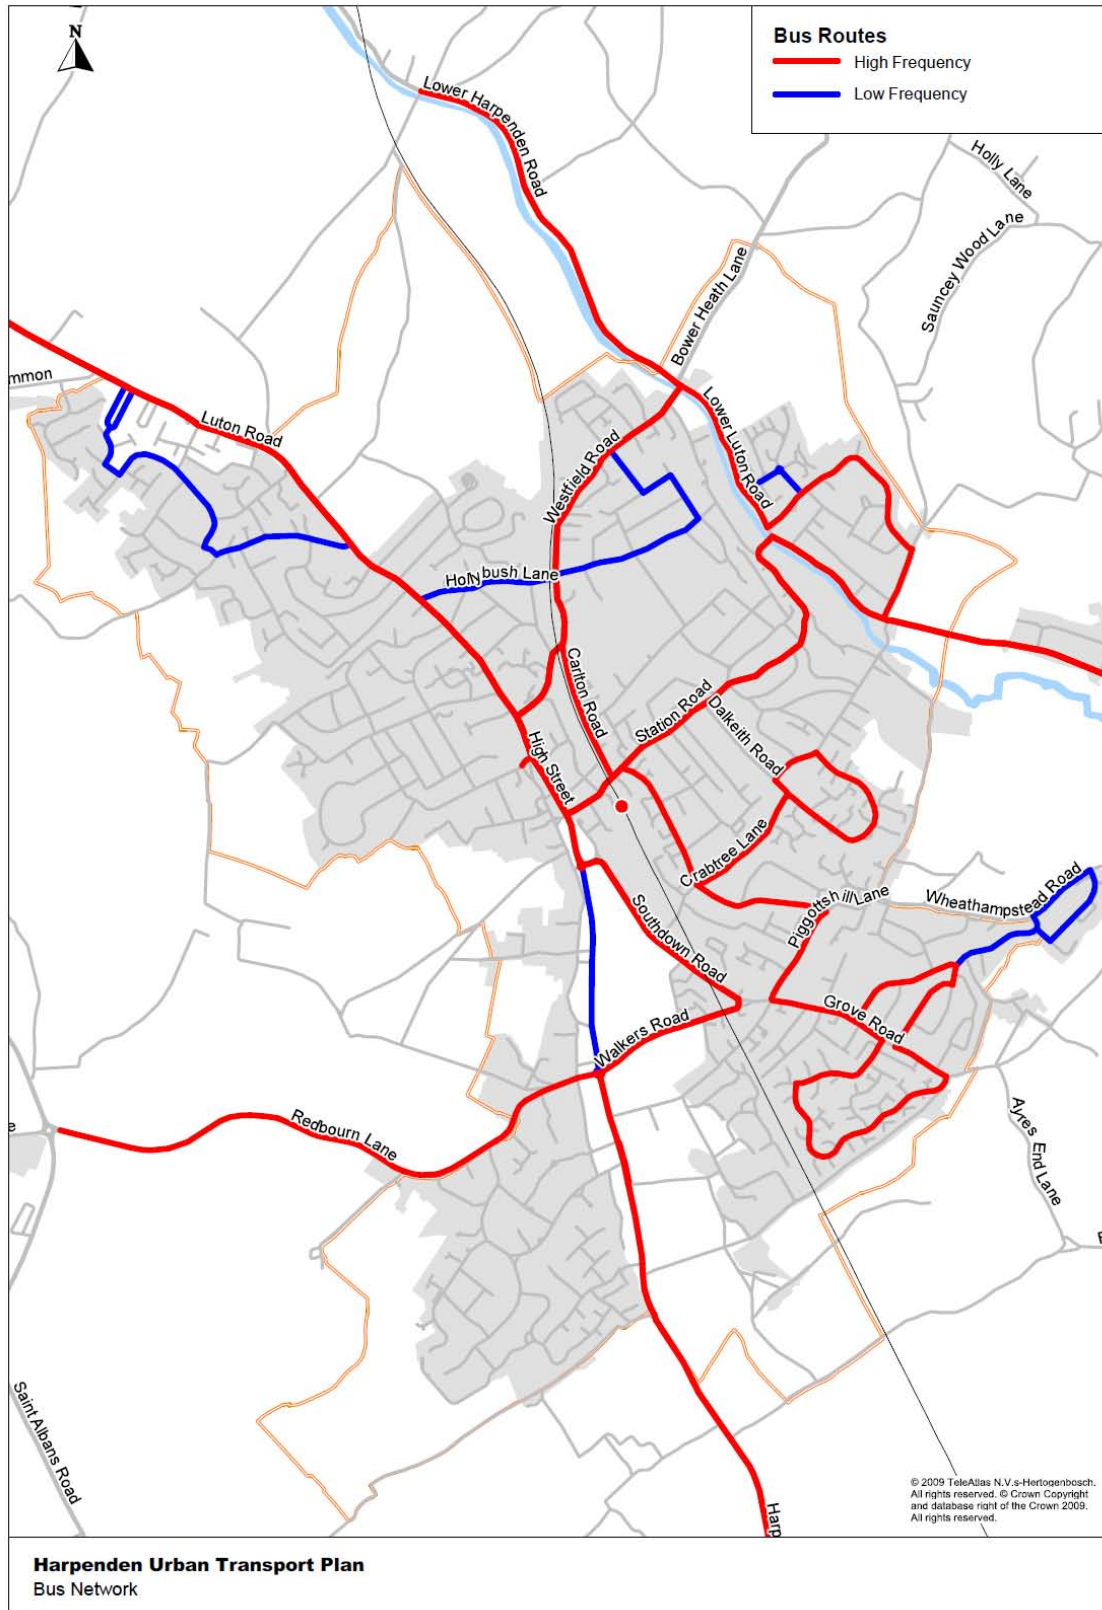 N
Bus Routes
High Frequency
Low Frequency
Lower Harpenden Road
Holly Lane
Sauncey Wood Lane
Bower Heath Lane
mmon
Luton Road
Lower Luton Road
Westfield Road
Hollybush Lane
Carlton Road
Station Road
Dalkeith Road
High Street
Crabtree Lane
Piggottshill Lane
Wheathampstead Road
Southdown Road
Grove Road
Walkers Road
Redbourn Lane
e
Ayres End Lane
E
Saint Albans Road
Harp
© 2009 TeleAtlas N.V.s-Hertogenbosch.
All rights reserved. © Crown Copyright
and database right of the Crown 2009.
All rights reserved.
Harpenden Urban Transport Plan
Bus Network